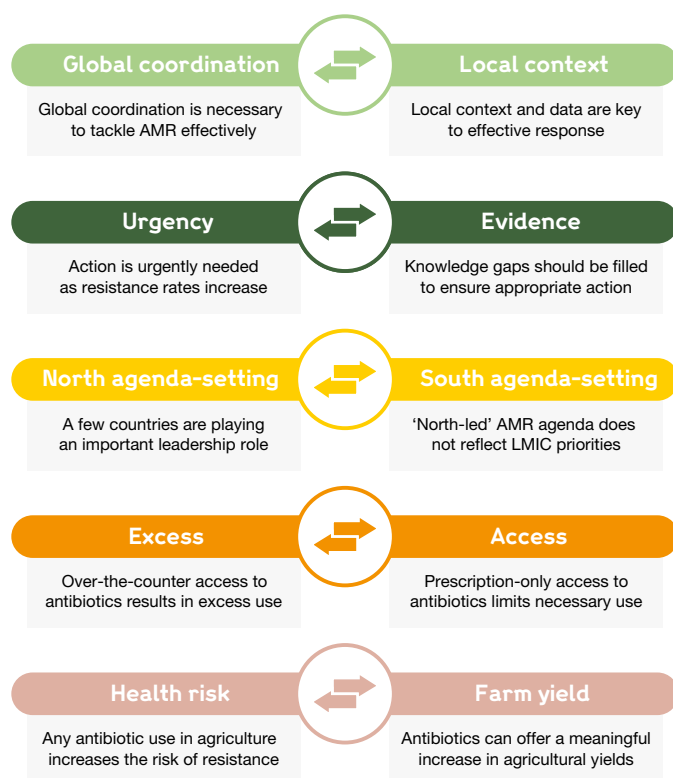 Global coordination
Local context
Global coordination is necessary
to tackle AMR effectively
Local context and data are key
to effective response
Urgency
Evidence
Action is urgently needed
as resistance rates increase
Knowledge gaps should be filled
to ensure appropriate action
North agenda-setting
South agenda-setting
A few countries are playing
an important leadership role
‘North-led’ AMR agenda does
not reflect LMIC priorities
Excess
Access
Over-the-counter access to
antibiotics results in excess use
Prescription-only access to
antibiotics limits necessary use
Health risk
Farm yield
Any antibiotic use in agriculture
increases the risk of resistance
Antibiotics can offer a meaningful
increase in agricultural yields